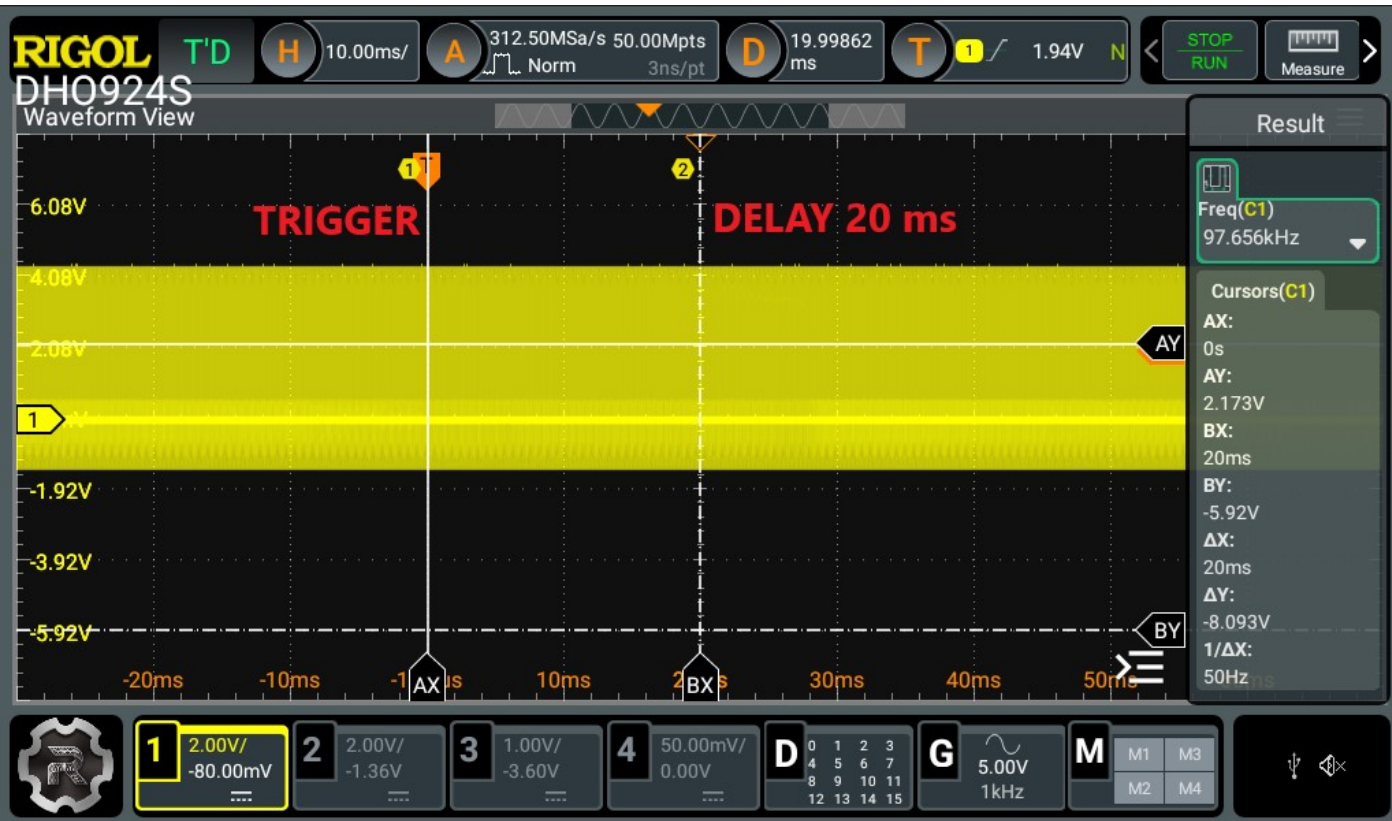 RIGOL T'D H 10.00ms/ A 312.50MSa/s 50.00Mpts D 19.99862 T 1 1.94V N STOP
Norm 3ns/pt ms RUN Measure
DHO924S
Waveform View
Result
1 T 2
6.08V
TRIGGER DELAY 20 ms
Freq(C1)
97.656kHz
4.08V
Cursors(C1)
AX:
0s
2.08V AY
AY:
2.173V
1
BX:
20ms
-1.92V
BY:
-5.92V
ΔX:
-3.92V
20ms
ΔY:
-8.093V
-5.92V BY
1/ΔX:
50Hz
-20ms -10ms AX 10ms BX 30ms 40ms 50ms
1 2.00V/ 2 2.00V/ 3 1.00V/ 4 50.00mV/ D 0 1 2 3 G 5.00V M M1 M3
-80.00mV -1.36V -3.60V 0.00V 4 5 6 7 1kHz M2 M4
8 9 10 11
12 13 14 15
R